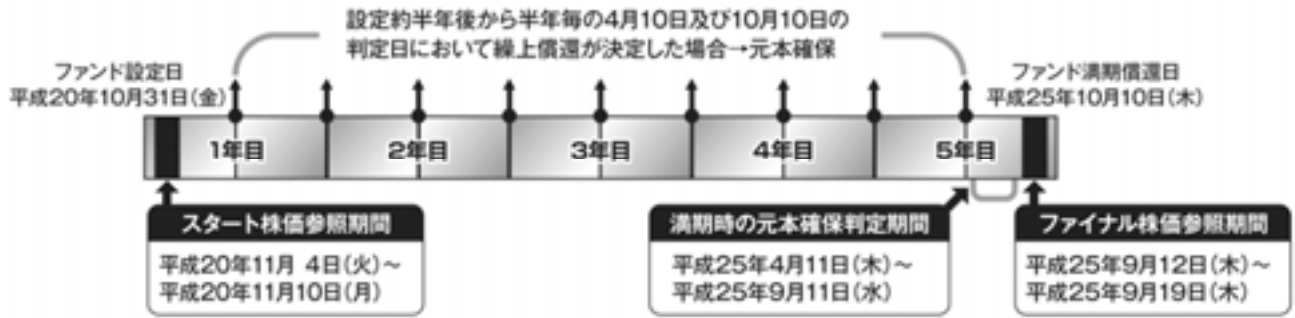 設定約半年後から半年毎の4月10日及び10月10日の
判定日において繰上償還が決定した場合→元本確保
ファンド設定日
平成20年10月31日(金)
ファンド満期償還日
平成25年10月10日(木)
1年目
2年目
3年目
4年目
5年目
スタート株価参照期間
平成20年11月 4日(火)～
平成20年11月10日(月)
満期時の元本確保判定期間
平成25年4月11日(木)～
平成25年9月11日(水)
ファイナル株価参照期間
平成25年9月12日(木)～
平成25年9月19日(木)